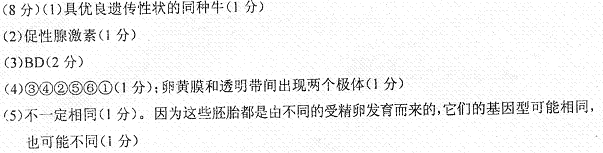 (8 分)(1)具优良遗传性状的同种牛(1 分)
(2)促性腺激素(1 分)
(3)BD(2 分)
(4)③④②⑤⑥①(1 分);卵黄膜和透明带间出现两个极体(1 分)
(5)不一定相同(1 分)。因为这些胚胎都是由不同的受精卵发育而来的,它们的基因型可能相同,
也可能不同(1 分)